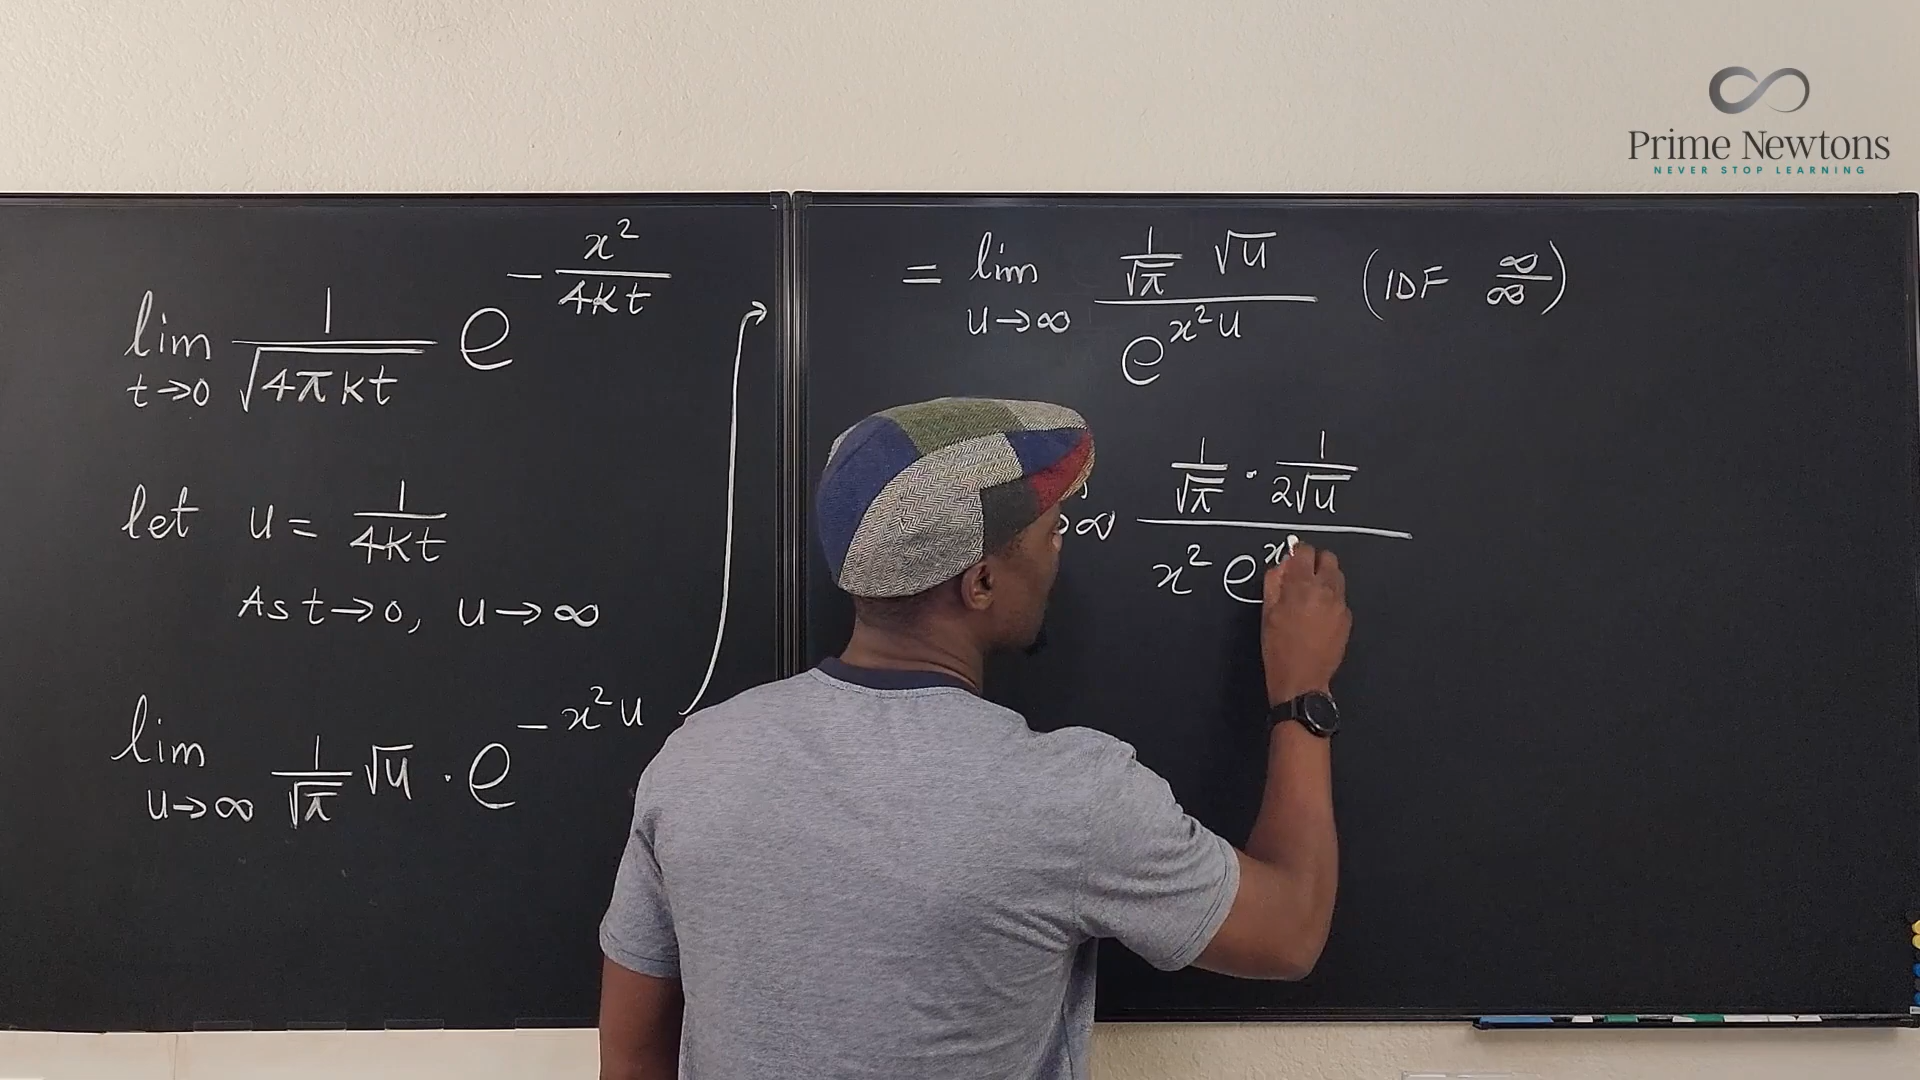 Prime Newtons
NEVER STOP LEARNING
lim t→0 1/√(4πkt) e^(-x²/4kt)
let u = 1/4kt
As t→0, u→∞
lim u→∞ 1/√π √u · e^(-x²u)
= lim u→∞ (1/√π √u)/(e^(x²u)) (IDF ∞/∞)
→∞ (1/√π · 1/2√u)/(x² e^x